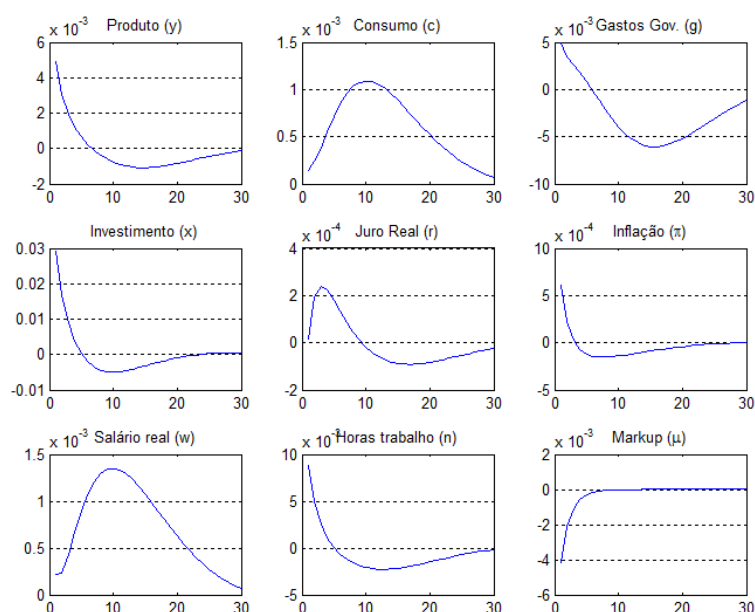 x 10⁻³ Produto (y)
6
4
2
0
-2
0 10 20 30
x 10⁻³ Consumo (c)
1.5
1
0.5
0
0 10 20 30
x 10⁻³ Gastos Gov. (g)
5
0
-5
-10
0 10 20 30
Investimento (x)
0.03
0.02
0.01
0
-0.01
0 10 20 30
x 10⁻⁴ Juro Real (r)
4
2
0
-2
0 10 20 30
x 10⁻⁴ Inflação (π)
10
5
0
-5
0 10 20 30
x 10⁻³ Salário real (w)
1.5
1
0.5
0
0 10 20 30
x 10⁻³ Horas trabalho (n)
10
5
0
-5
0 10 20 30
x 10⁻³ Markup (μ)
2
0
-2
-4
-6
0 10 20 30